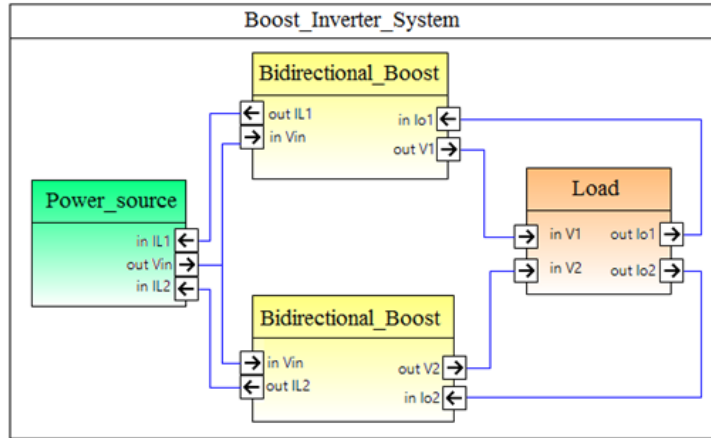 Boost_Inverter_System
Bidirectional_Boost
out IL1
in Vin
in Io1
out V1
Power_source
in IL1
out Vin
in IL2
Load
in V1
out Io1
in V2
out Io2
Bidirectional_Boost
in Vin
out IL2
out V2
in Io2